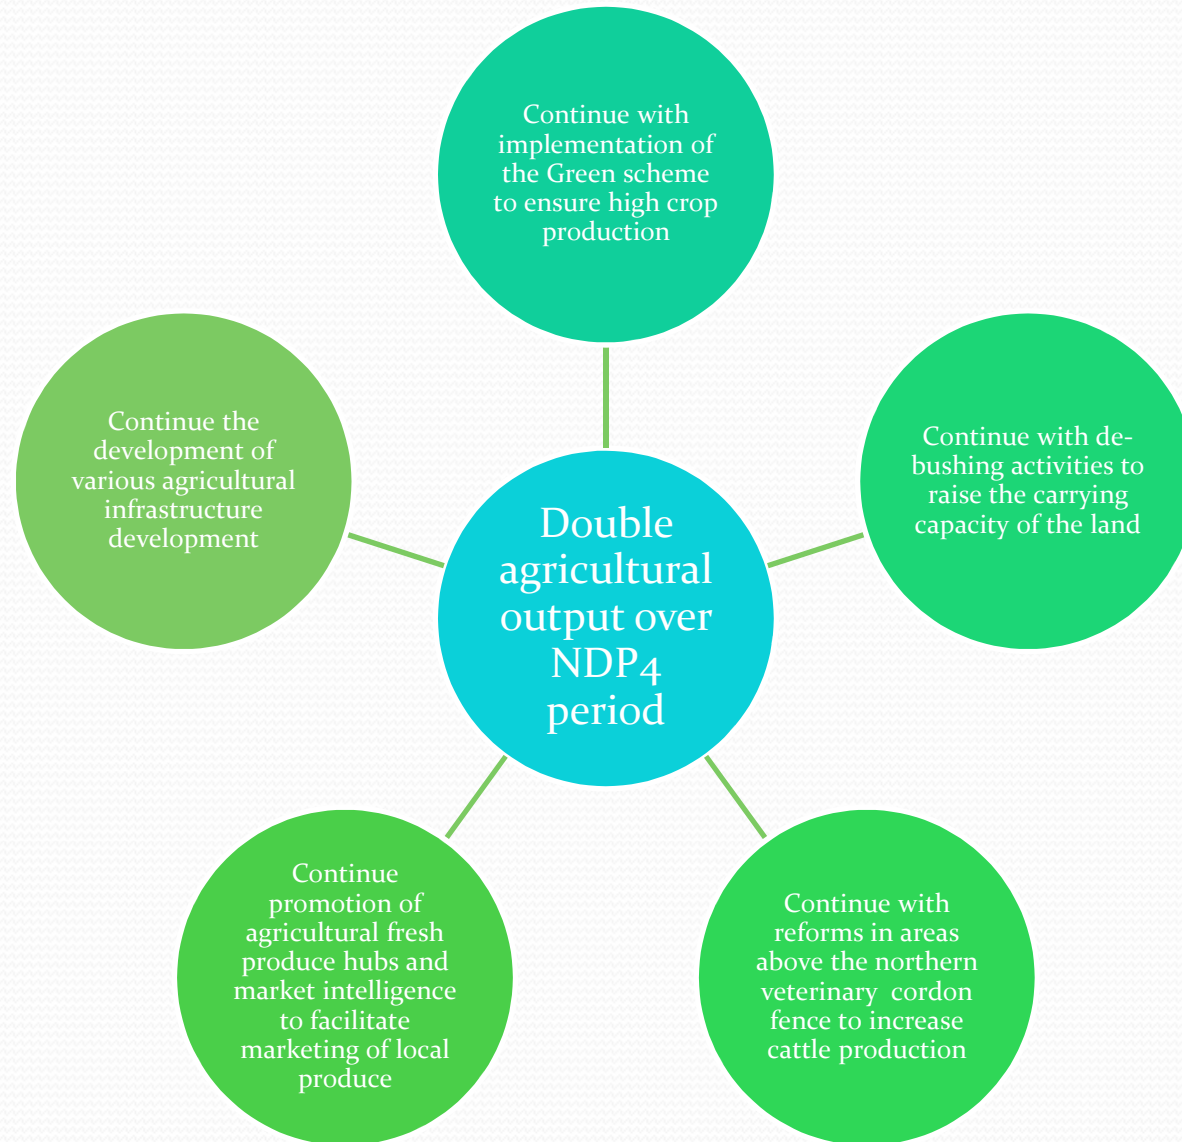 Continue with
implementation of
the Green scheme
to ensure high crop
production
Continue the
development of
various agricultural
infrastructure
development
Continue with de-
bushing activities to
raise the carrying
capacity of the land
Double
agricultural
output over
NDP4
period
Continue
promotion of
agricultural fresh
produce hubs and
market intelligence
to facilitate
marketing of local
produce
Continue with
reforms in areas
above the northern
veterinary cordon
fence to increase
cattle production